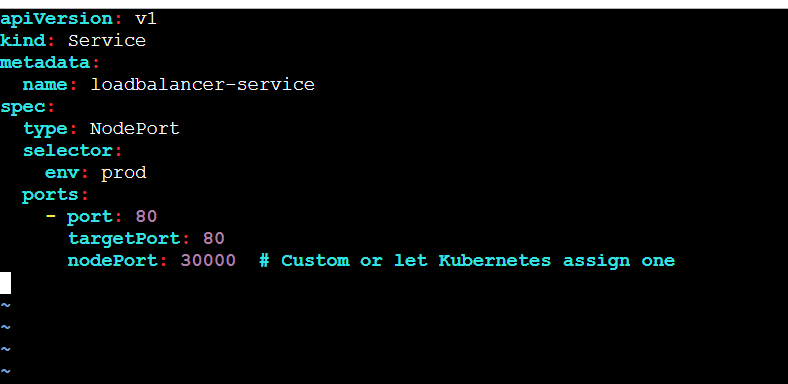 apiVersion: v1
kind: Service
metadata:
  name: loadbalancer-service
spec:
  type: NodePort
  selector:
    env: prod
  ports:
    - port: 80
      targetPort: 80
      nodePort: 30000  # Custom or let Kubernetes assign one
~
~
~
~